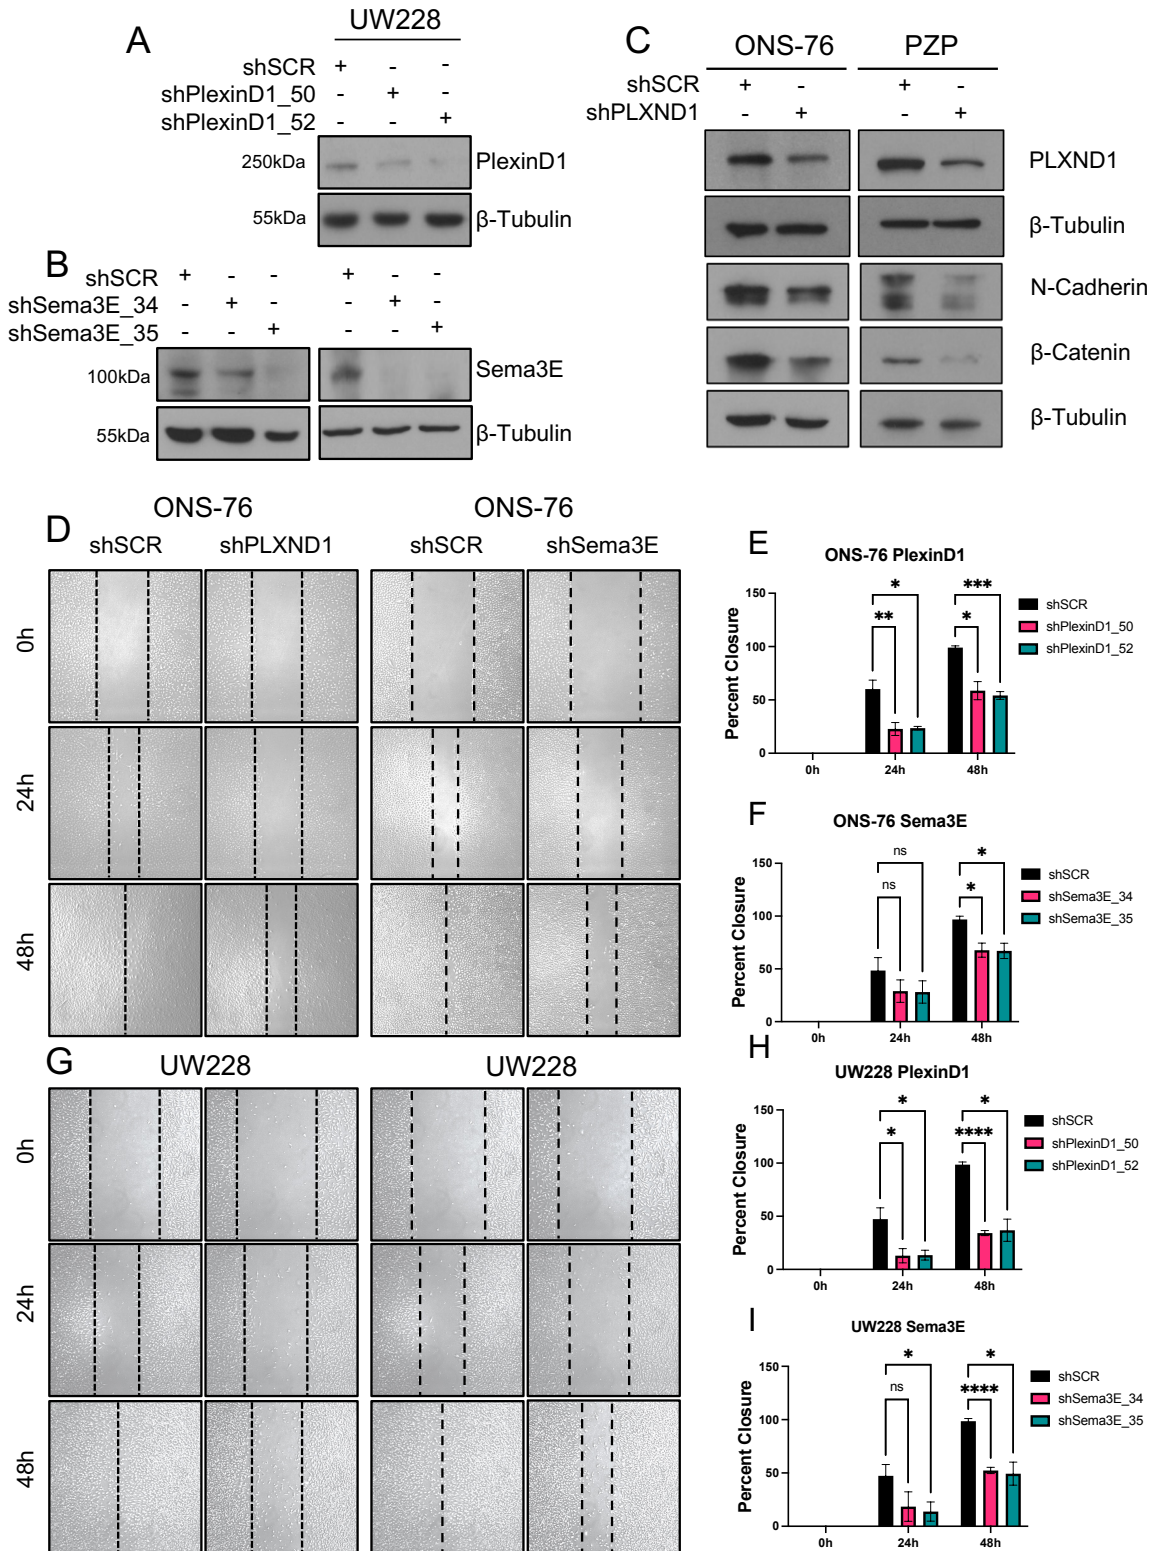 A
UW228
shSCR + - -
shPlexinD1_50 - + -
shPlexinD1_52 - - +
250kDa PlexinD1
55kDa β-Tubulin
B
shSCR + - - + - -
shSema3E_34 - + - - + -
shSema3E_35 - - + - - +
100kDa Sema3E
55kDa β-Tubulin
C
ONS-76 PZP
shSCR + - + -
shPLXND1 - + - +
PLXND1
β-Tubulin
N-Cadherin
β-Catenin
β-Tubulin
D
ONS-76 ONS-76
shSCR shPLXND1 shSCR shSema3E
0h
24h
48h
E
ONS-76 PlexinD1
Percent Closure
150
100
50
0
* ***
** *
0h 24h 48h
shSCR
shPlexinD1_50
shPlexinD1_52
F
ONS-76 Sema3E
Percent Closure
150
100
50
0
ns *
ns *
0h 24h 48h
shSCR
shSema3E_34
shSema3E_35
G
UW228 UW228
0h
24h
48h
H
UW228 PlexinD1
Percent Closure
150
100
50
0
* *
* ****
0h 24h 48h
shSCR
shPlexinD1_50
shPlexinD1_52
I
UW228 Sema3E
Percent Closure
150
100
50
0
* *
ns ****
0h 24h 48h
shSCR
shSema3E_34
shSema3E_35